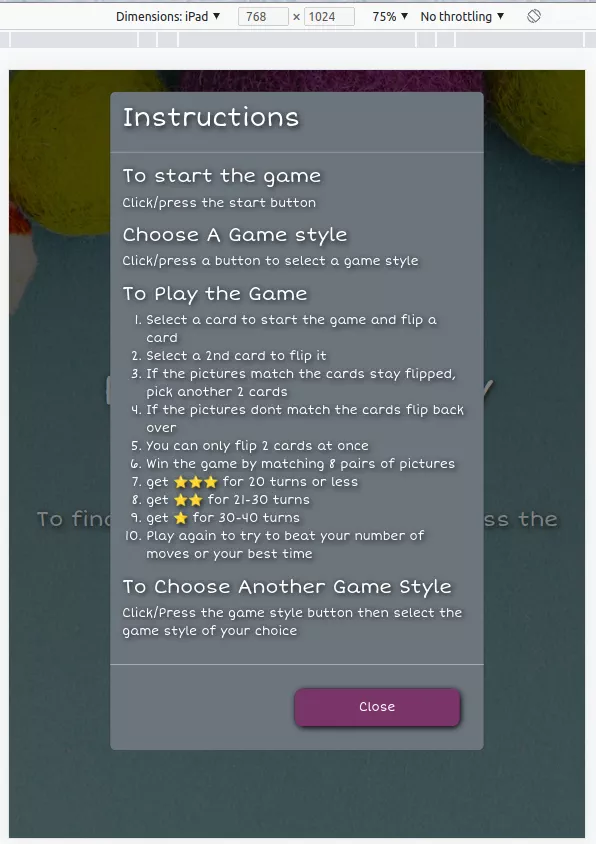 Dimensions: iPad ▼ 768 × 1024 75% ▼ No throttling ▼
Instructions
To start the game
Click/press the start button
Choose A Game style
Click/press a button to select a game style
To Play the Game
1. Select a card to start the game and flip a
card
2. Select a 2nd card to flip it
3. If the pictures match the cards stay flipped,
pick another 2 cards
4. If the pictures dont match the cards flip back
over
5. You can only flip 2 cards at once
6. Win the game by matching 8 pairs of pictures
7. get ⭐⭐⭐ for 20 turns or less
8. get ⭐⭐ for 21-30 turns
9. get ⭐ for 30-40 turns
To find ss the
10. Play again to try to beat your number of
moves or your best time
To Choose Another Game Style
Click/Press the game style button then select the
game style of your choice
Close